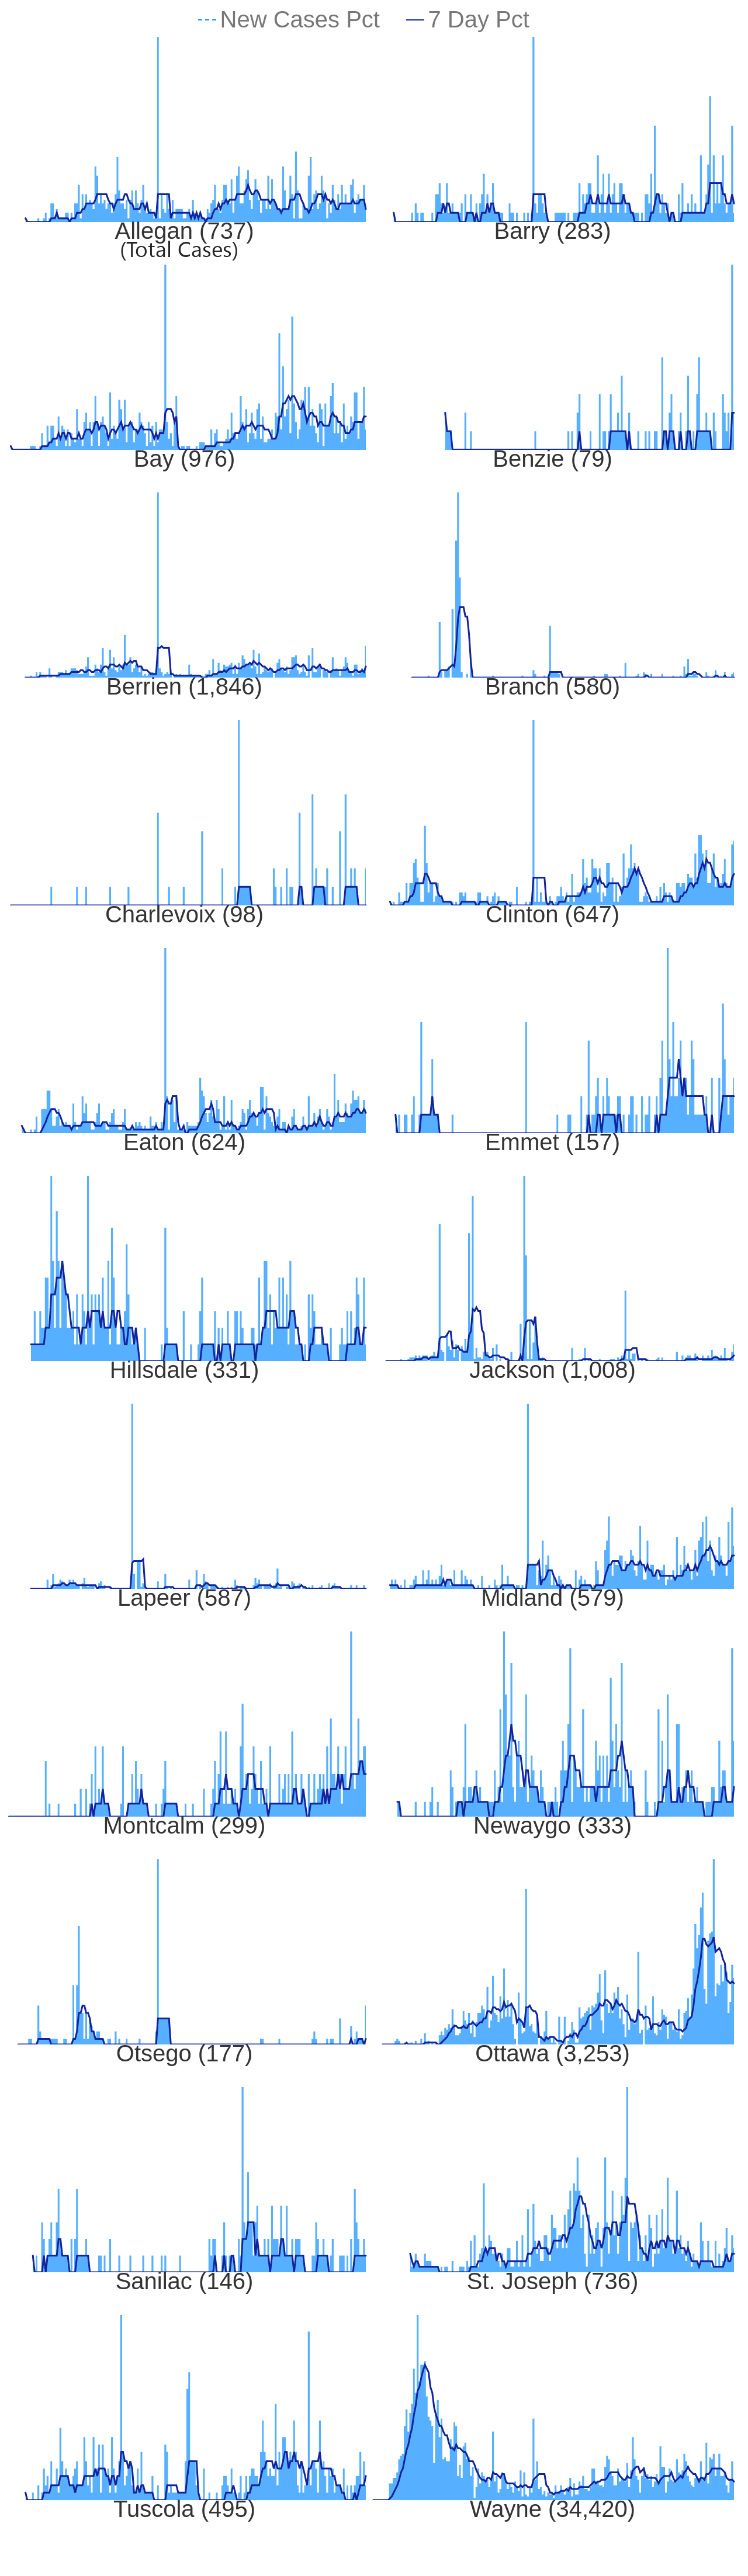 New Cases Pct 7 Day Pct
Allegan (737) Barry (283)
(Total Cases)
Bay (976) Benzie (79)
Berrien (1,846) Branch (580)
Charlevoix (98) Clinton (647)
Eaton (624) Emmet (157)
Hillsdale (331) Jackson (1,008)
Lapeer (587) Midland (579)
Montcalm (299) Newaygo (333)
Otsego (177) Ottawa (3,253)
Sanilac (146) St. Joseph (736)
Tuscola (495) Wayne (34,420)